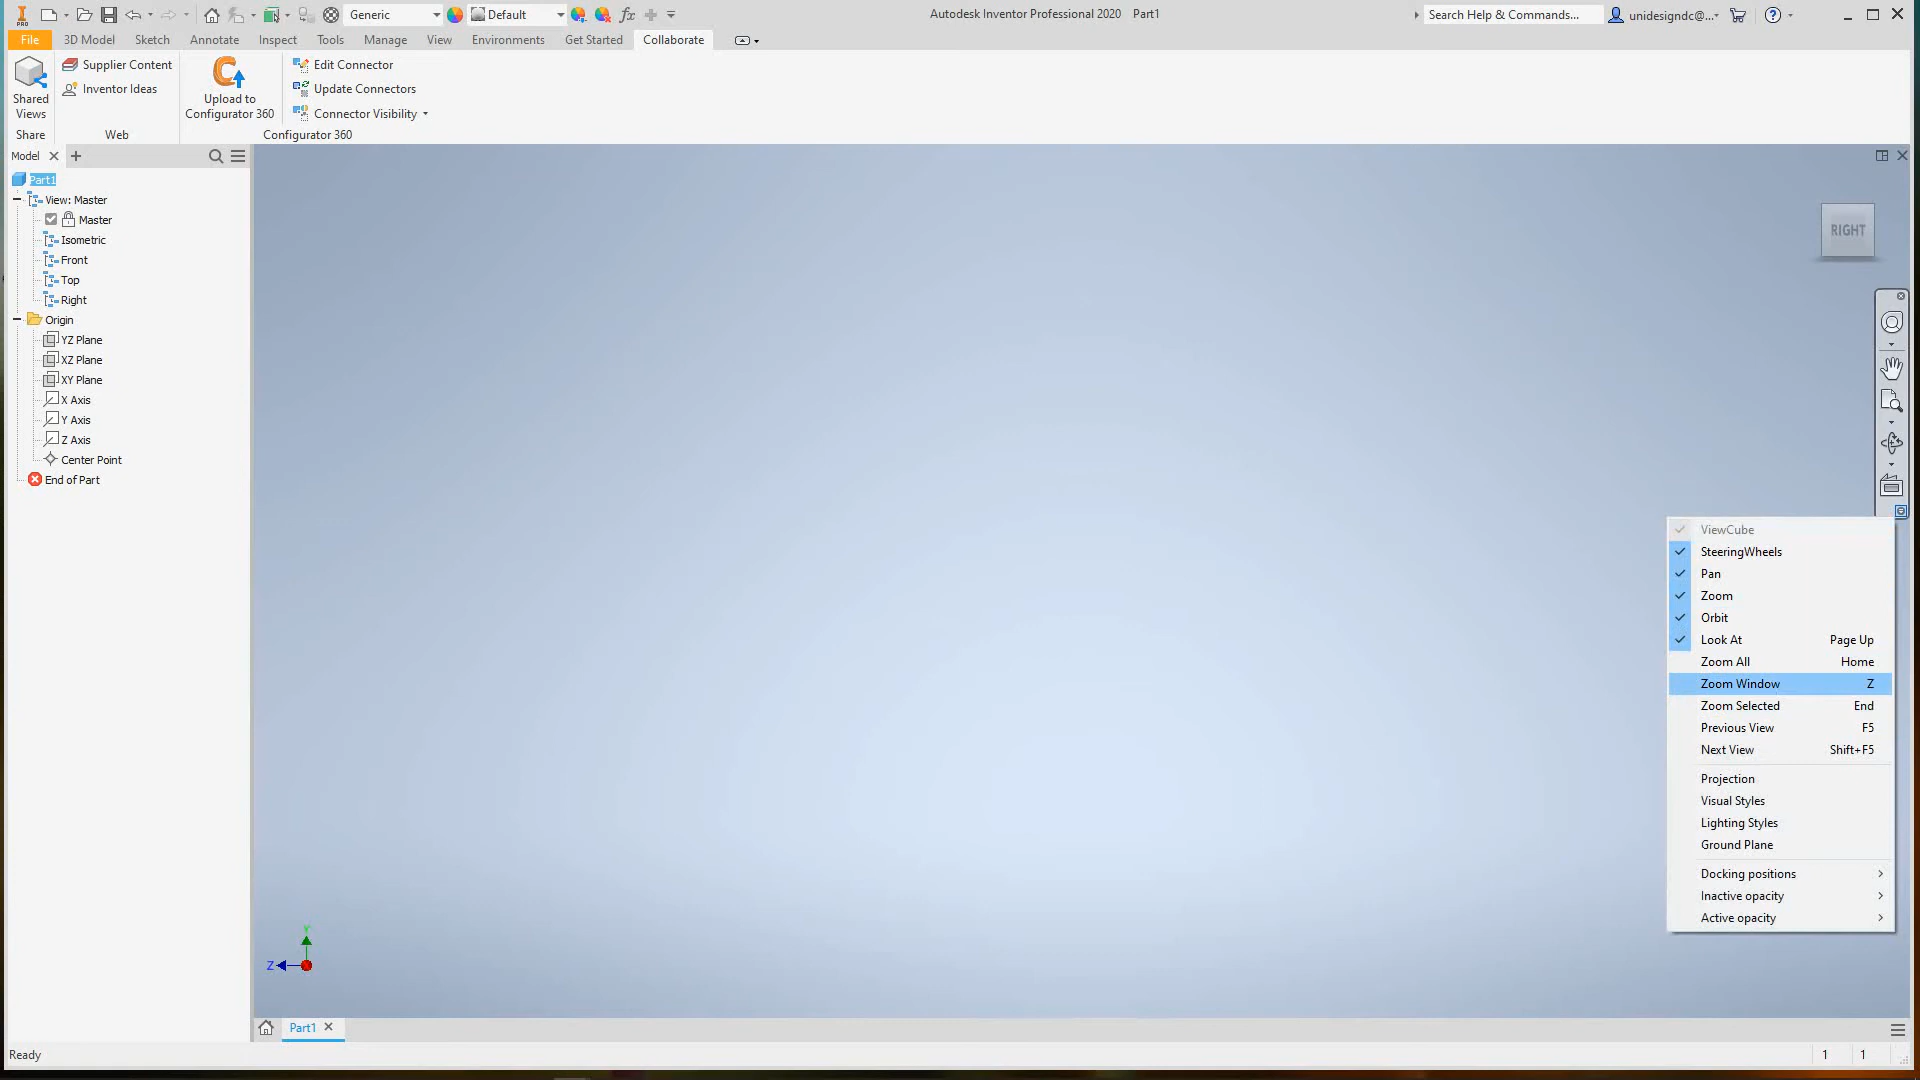 Generic
Default
Autodesk Inventor Professional 2020 Part1
Search Help & Commands...
unidesigndc@...
File
3D Model
Sketch
Annotate
Inspect
Tools
Manage
View
Environments
Get Started
Collaborate
Shared
Views
Supplier Content
Inventor Ideas
Upload to
Configurator 360
Edit Connector
Update Connectors
Connector Visibility
Share
Web
Configurator 360
Model
Part1
View: Master
Master
Isometric
Front
Top
Right
Origin
YZ Plane
XZ Plane
XY Plane
X Axis
Y Axis
Z Axis
Center Point
End of Part
RIGHT
ViewCube
SteeringWheels
Pan
Zoom
Orbit
Look At Page Up
Zoom All Home
Zoom Window Z
Zoom Selected End
Previous View F5
Next View Shift+F5
Projection
Visual Styles
Lighting Styles
Ground Plane
Docking positions
Inactive opacity
Active opacity
Y
Z
Part1
Ready
1 1